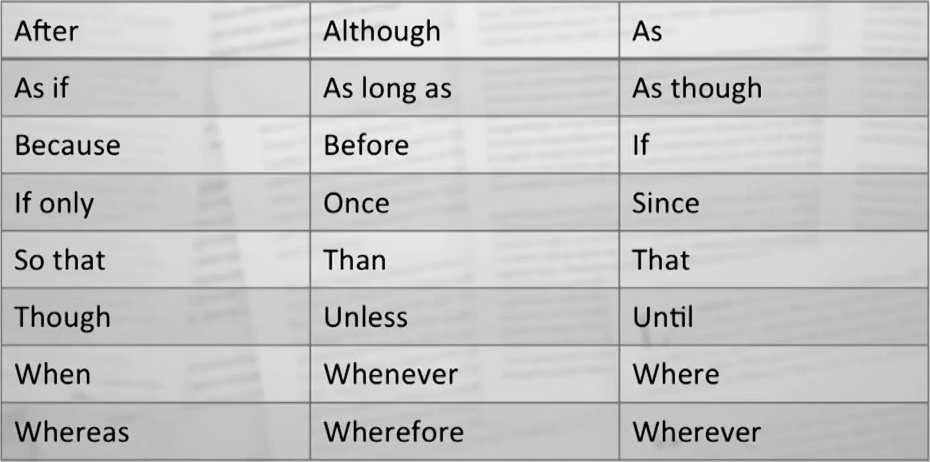 After Although As
As if As long as As though
Because Before If
If only Once Since
So that Than That
Though Unless Until
When Whenever Where
Whereas Wherefore Wherever